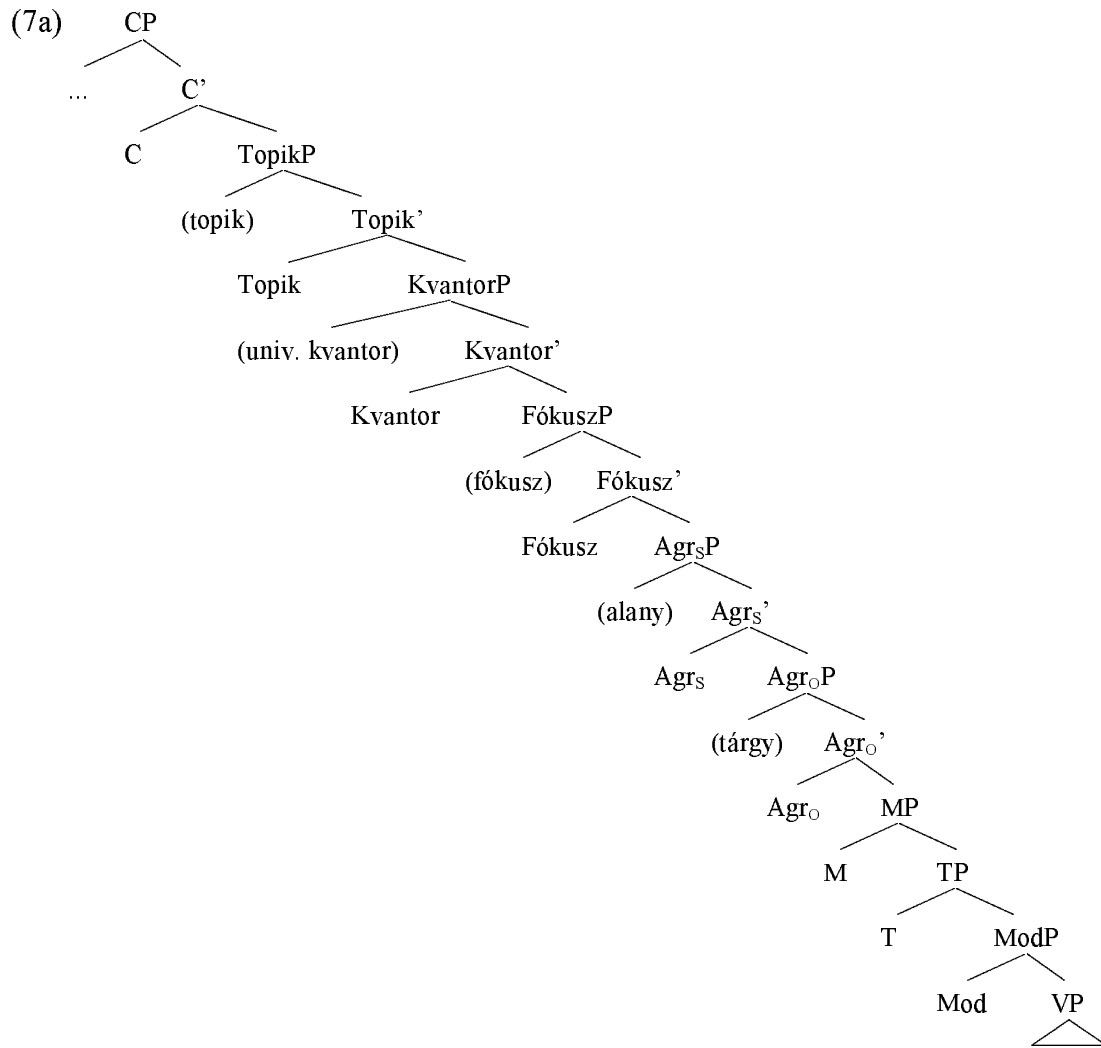 (7a) CP
... C’
C TopikP
(topik) Topik’
Topik KvantorP
(univ. kvantor) Kvantor’
Kvantor FókuszP
(fókusz) Fókusz’
Fókusz AgrSP
(alany) AgrS’
AgrS AgrOP
(tárgy) AgrO’
AgrO MP
M TP
T ModP
Mod VP